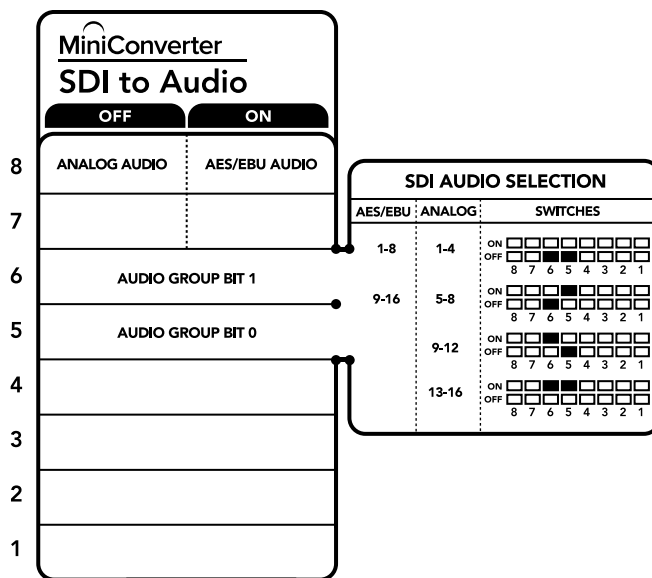 MiniConverter
SDI to Audio
OFF ON
8 ANALOG AUDIO AES/EBU AUDIO
7
6 AUDIO GROUP BIT 1
5 AUDIO GROUP BIT 0
4
3
2
1
SDI AUDIO SELECTION
AES/EBU ANALOG SWITCHES
1-8 1-4 ON
OFF
8 7 6 5 4 3 2 1
9-16 5-8 ON
OFF
8 7 6 5 4 3 2 1
9-12 ON
OFF
8 7 6 5 4 3 2 1
13-16 ON
OFF
8 7 6 5 4 3 2 1